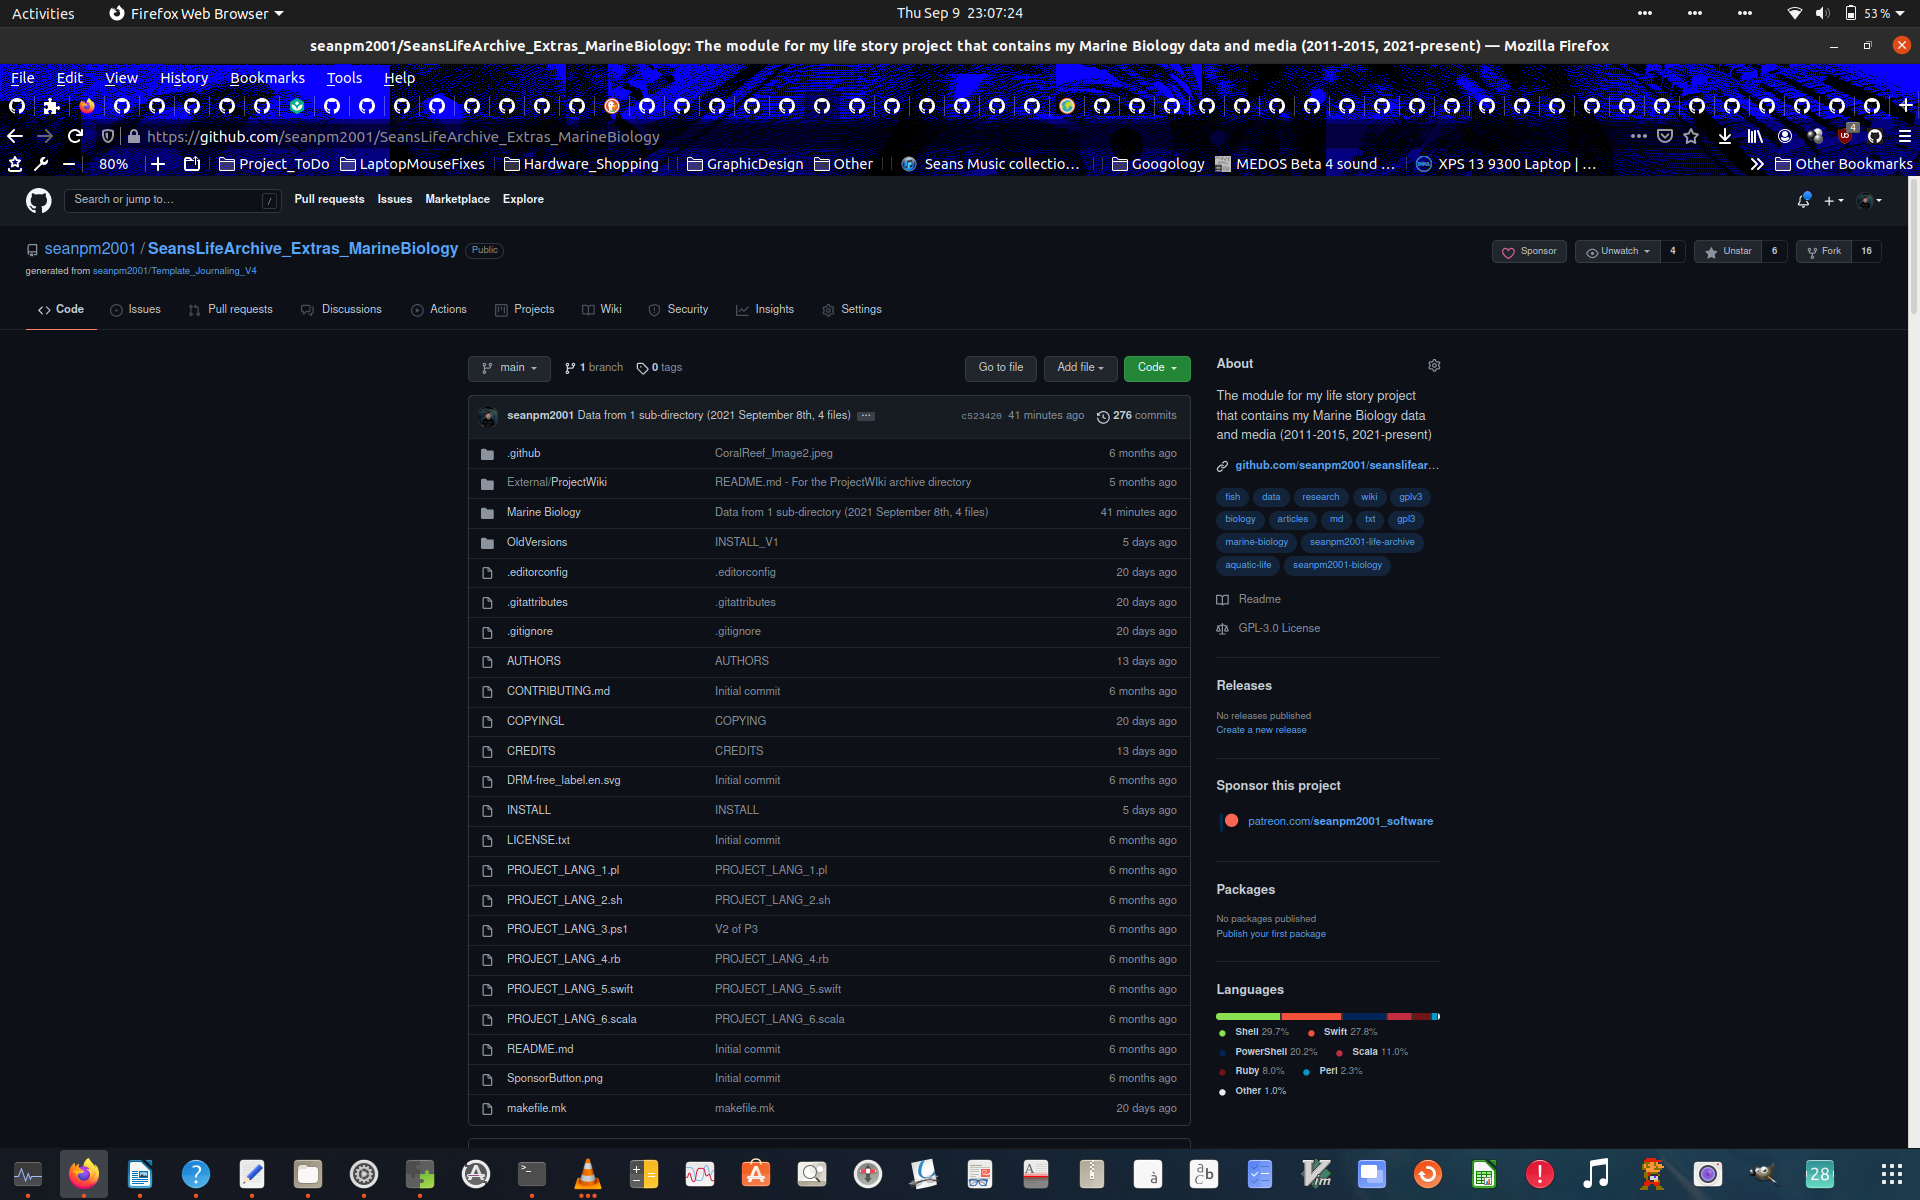 Activities Firefox Web Browser Thu Sep 9 23:07:24 53 %
seanpm2001/SeansLifeArchive_Extras_MarineBiology: The module for my life story project that contains my Marine Biology data and media (2011-2015, 2021-present) — Mozilla Firefox
File Edit View History Bookmarks Tools Help
https://github.com/seanpm2001/SeansLifeArchive_Extras_MarineBiology 4
80% Project_ToDo LaptopMouseFixes Hardware_Shopping GraphicDesign Other Seans Music collectio… Googology MEDOS Beta 4 sound … XPS 13 9300 Laptop | … Other Bookmarks
Search or jump to… / Pull requests Issues Marketplace Explore
seanpm2001 / SeansLifeArchive_Extras_MarineBiology Public Sponsor Unwatch 4 Unstar 6 Fork 16
generated from seanpm2001/Template_Journaling_V4
Code Issues Pull requests Discussions Actions Projects Wiki Security Insights Settings
main 1 branch 0 tags Go to file Add file Code
seanpm2001 Data from 1 sub-directory (2021 September 8th, 4 files) … c523420 41 minutes ago 276 commits
.github CoralReef_Image2.jpeg 6 months ago
External/ProjectWiki README.md - For the ProjectWIki archive directory 5 months ago
Marine Biology Data from 1 sub-directory (2021 September 8th, 4 files) 41 minutes ago
OldVersions INSTALL_V1 5 days ago
.editorconfig .editorconfig 20 days ago
.gitattributes .gitattributes 20 days ago
.gitignore .gitignore 20 days ago
AUTHORS AUTHORS 13 days ago
CONTRIBUTING.md Initial commit 6 months ago
COPYINGL COPYING 20 days ago
CREDITS CREDITS 13 days ago
DRM-free_label.en.svg Initial commit 6 months ago
INSTALL INSTALL 5 days ago
LICENSE.txt Initial commit 6 months ago
PROJECT_LANG_1.pl PROJECT_LANG_1.pl 6 months ago
PROJECT_LANG_2.sh PROJECT_LANG_2.sh 6 months ago
PROJECT_LANG_3.ps1 V2 of P3 6 months ago
PROJECT_LANG_4.rb PROJECT_LANG_4.rb 6 months ago
PROJECT_LANG_5.swift PROJECT_LANG_5.swift 6 months ago
PROJECT_LANG_6.scala PROJECT_LANG_6.scala 6 months ago
README.md Initial commit 6 months ago
SponsorButton.png Initial commit 6 months ago
makefile.mk makefile.mk 20 days ago
About
The module for my life story project
that contains my Marine Biology data
and media (2011-2015, 2021-present)
github.com/seanpm2001/seanslifear…
fish data research wiki gplv3
biology articles md txt gpl3
marine-biology seanpm2001-life-archive
aquatic-life seanpm2001-biology
Readme
GPL-3.0 License
Releases
No releases published
Create a new release
Sponsor this project
patreon.com/seanpm2001_software
Packages
No packages published
Publish your first package
Languages
Shell 29.7% Swift 27.8%
PowerShell 20.2% Scala 11.0%
Ruby 8.0% Perl 2.3%
Other 1.0%
28